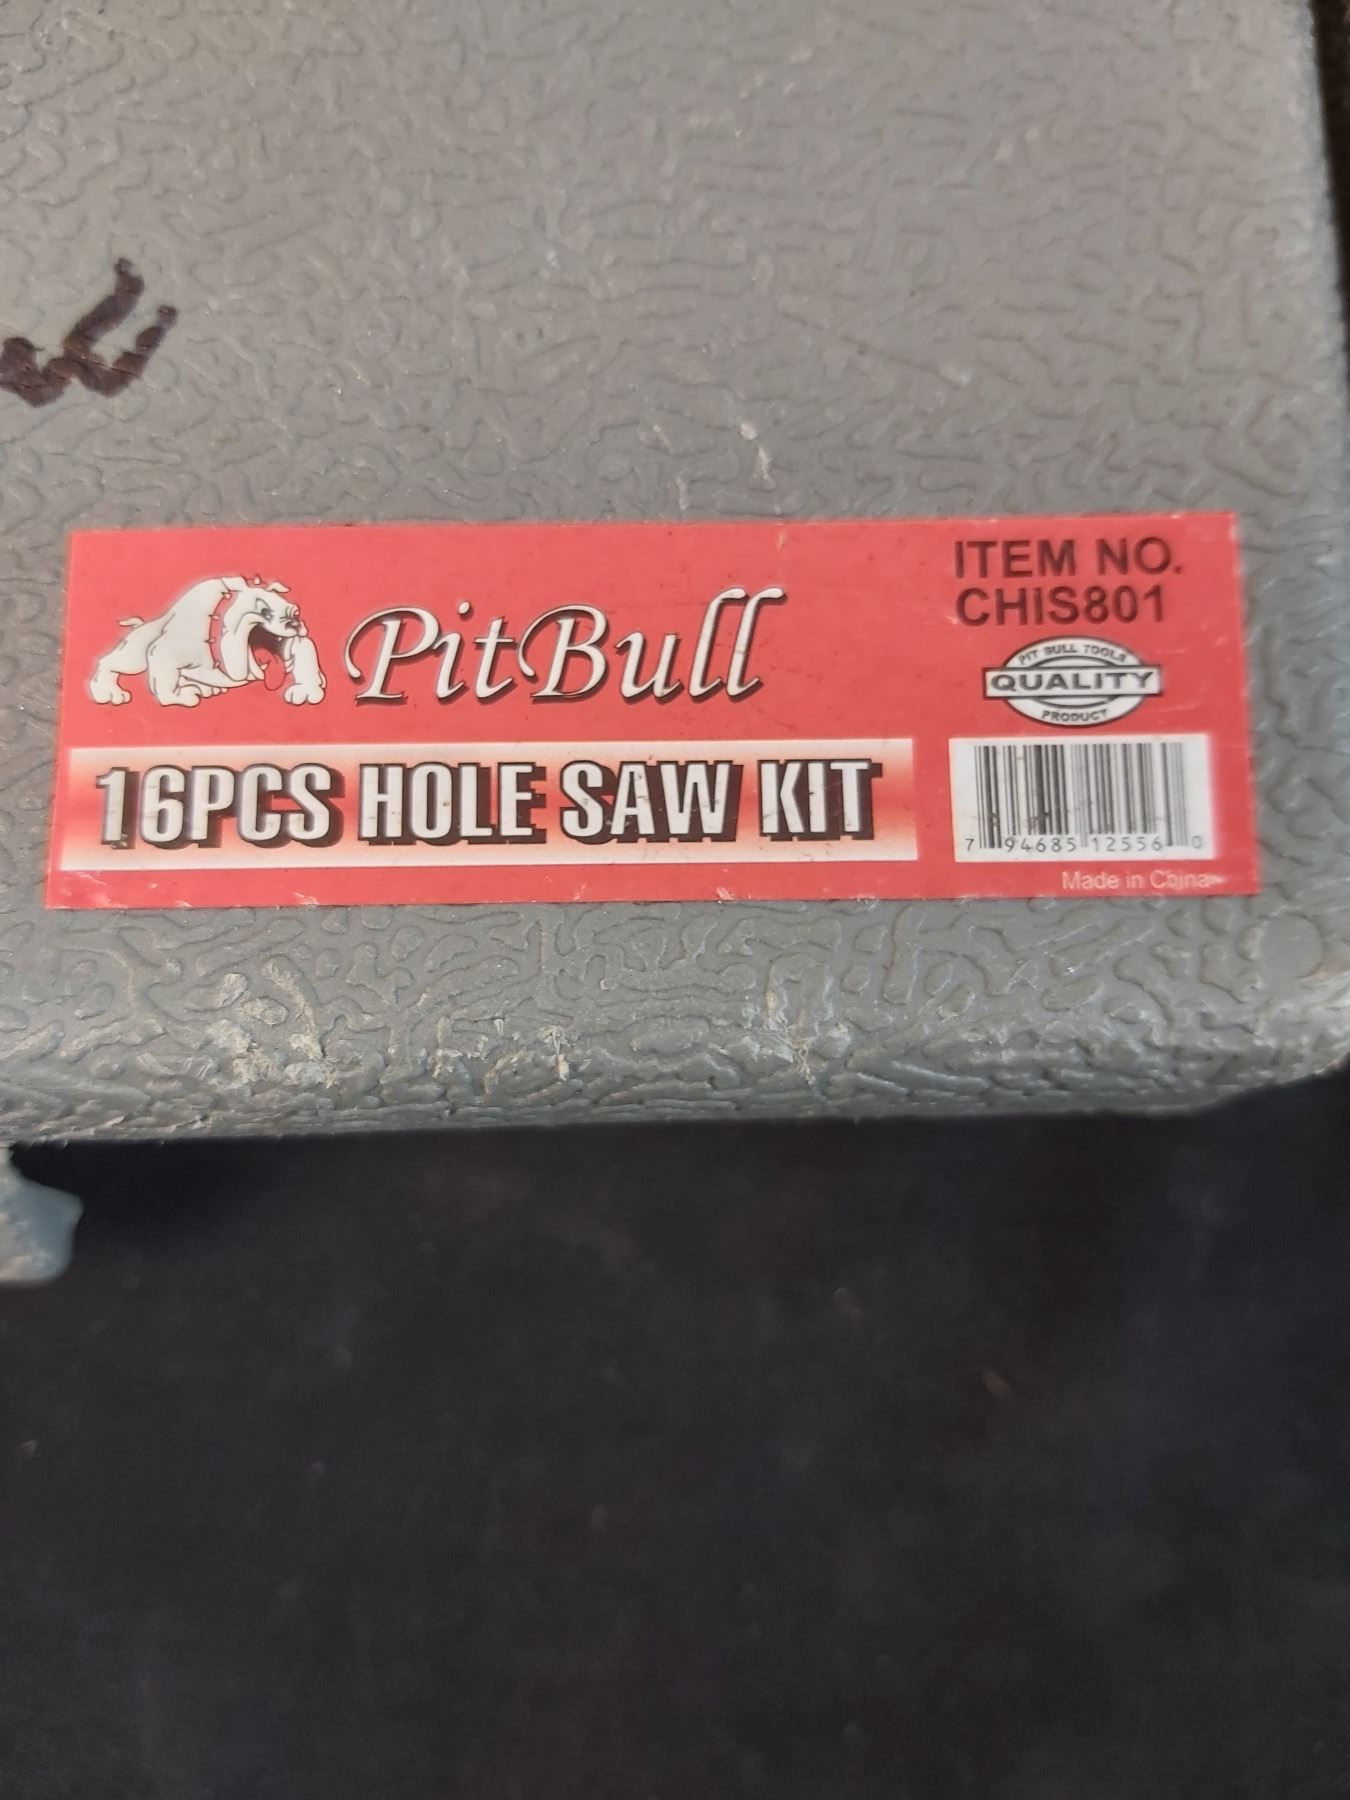 PitBull
16PCS HOLE SAW KIT
ITEM NO.
CHIS801
PIT BULL TOOLS
QUALITY
PRODUCT
7 94685 12556 0
Made in China